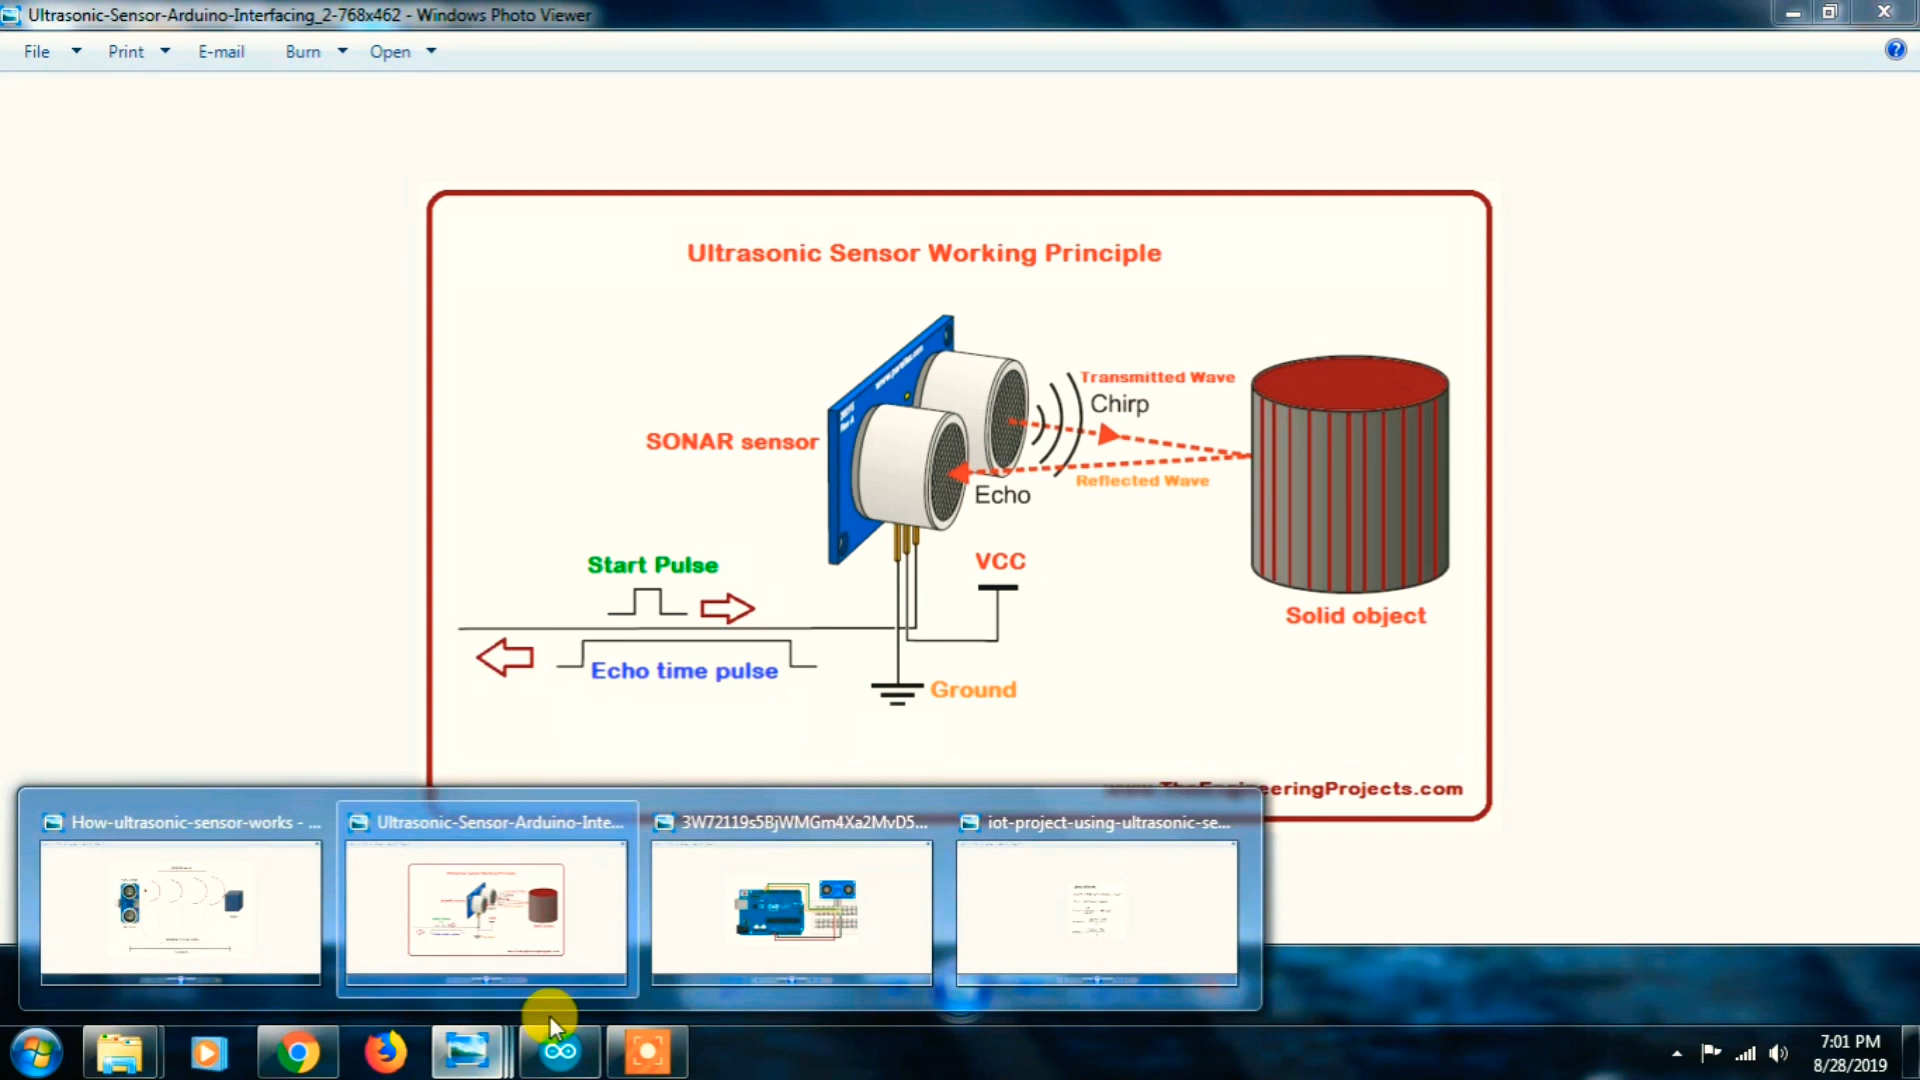 Ultrasonic-Sensor-Arduino-Interfacing_2-768x462 - Windows Photo Viewer
File Print E-mail Burn Open
Ultrasonic Sensor Working Principle
Transmitted Wave
Chirp
SONAR sensor
Reflected Wave
Echo
VCC
Start Pulse
Solid object
Echo time pulse
Ground
www.TheEngineeringProjects.com
How-ultrasonic-sensor-works - ...
Ultrasonic-Sensor-Arduino-Inte...
3W72119s5BjWMGm4Xa2MvD5...
iot-project-using-ultrasonic-se...
7:01 PM
8/28/2019